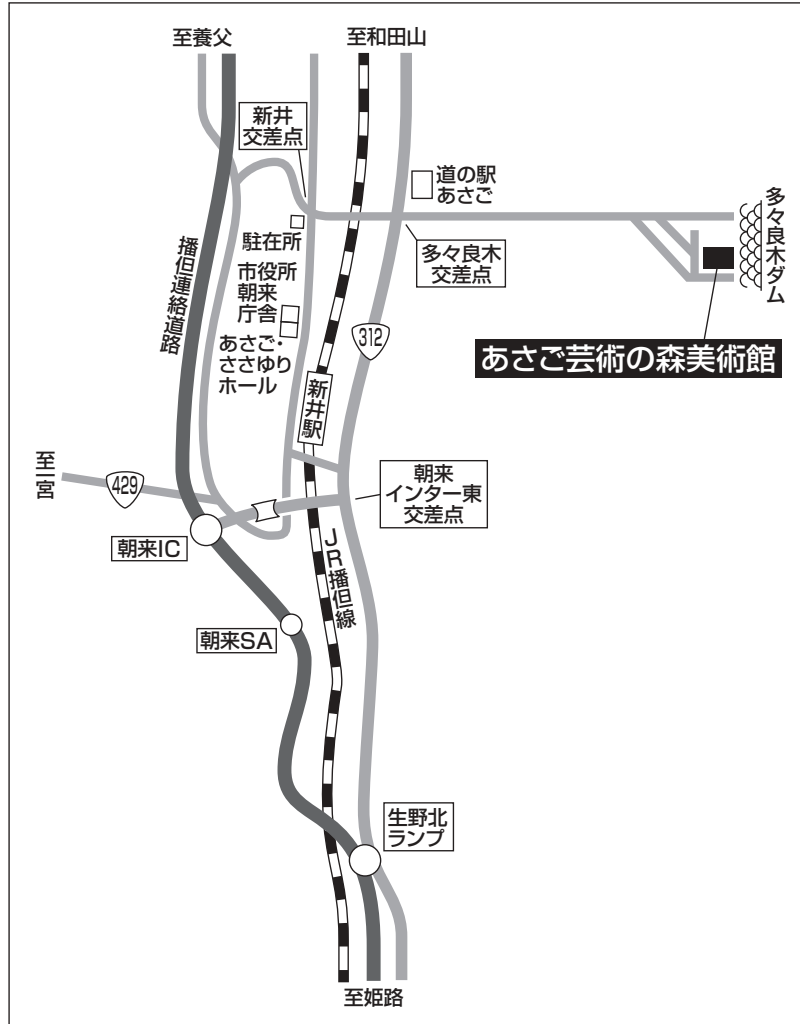 至養父
至和田山
新井
交差点
道の駅
あさご
多々良木ダム
駐在所
多々良木
交差点
播但連絡道路
市役所
朝来
庁舎
312
あさご・
ささゆり
ホール
あさご芸術の森美術館
新井駅
至一宮
429
朝来
インター東
交差点
朝来IC
JR播但線
朝来SA
生野北
ランプ
至姫路